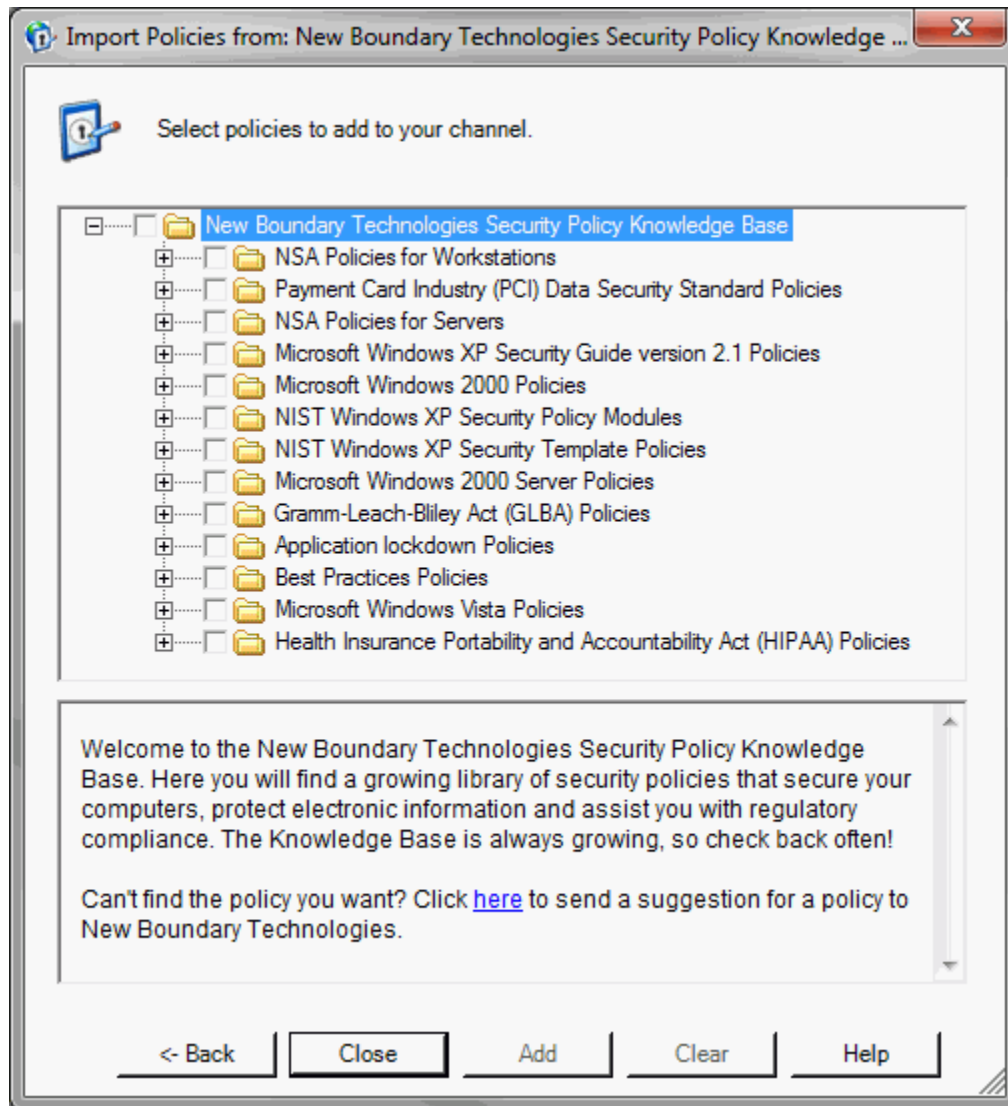 Import Policies from: New Boundary Technologies Security Policy Knowledge ...
Select policies to add to your channel.
New Boundary Technologies Security Policy Knowledge Base
NSA Policies for Workstations
Payment Card Industry (PCI) Data Security Standard Policies
NSA Policies for Servers
Microsoft Windows XP Security Guide version 2.1 Policies
Microsoft Windows 2000 Policies
NIST Windows XP Security Policy Modules
NIST Windows XP Security Template Policies
Microsoft Windows 2000 Server Policies
Gramm-Leach-Bliley Act (GLBA) Policies
Application lockdown Policies
Best Practices Policies
Microsoft Windows Vista Policies
Health Insurance Portability and Accountability Act (HIPAA) Policies
Welcome to the New Boundary Technologies Security Policy Knowledge
Base. Here you will find a growing library of security policies that secure your
computers, protect electronic information and assist you with regulatory
compliance. The Knowledge Base is always growing, so check back often!
Can't find the policy you want? Click here to send a suggestion for a policy to
New Boundary Technologies.
<- Back Close Add Clear Help